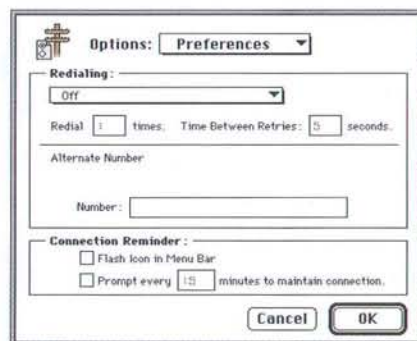 Options: Preferences
Redialing:
Off
Redial 1 times; Time Between Retries: 5 seconds.
Alternate Number
Number:
Connection Reminder:
Flash Icon in Menu Bar
Prompt every 15 minutes to maintain connection.
Cancel OK